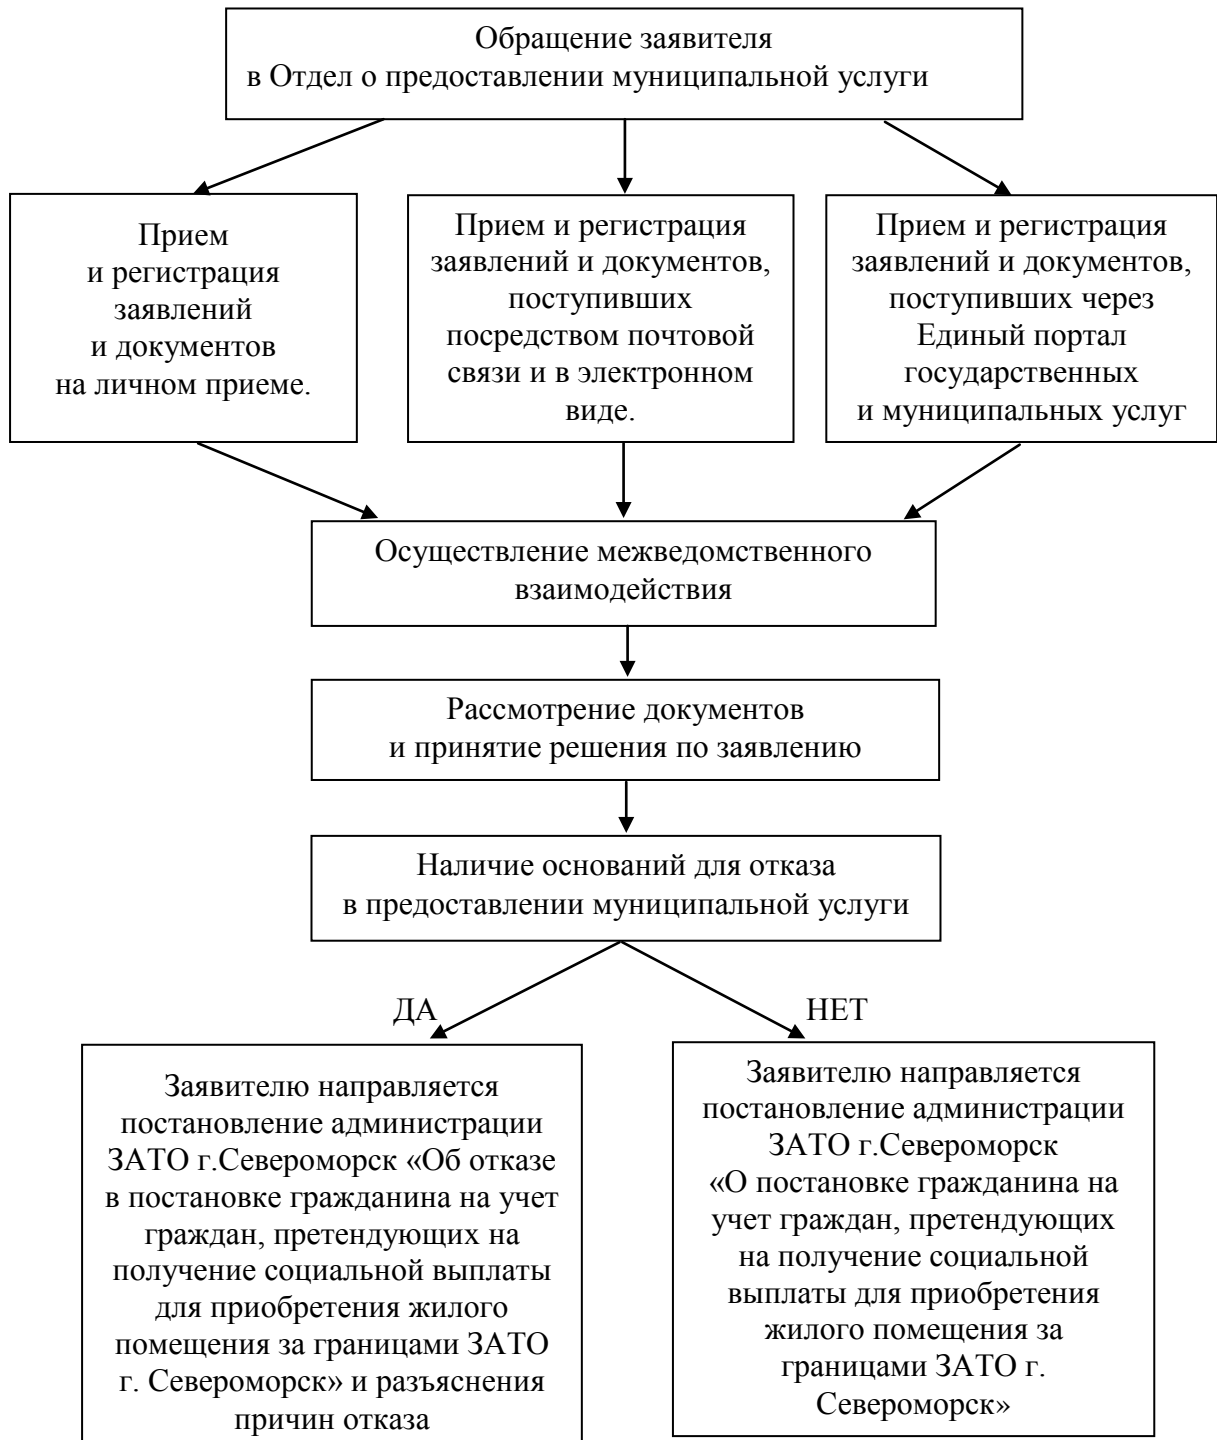 Обращение заявителя
в Отдел о предоставлении муниципальной услуги
Прием
и регистрация
заявлений
и документов
на личном приеме.
Прием и регистрация
заявлений и документов,
поступивших
посредством почтовой
связи и в электронном
виде.
Прием и регистрация
заявлений и документов,
поступивших через
Единый портал
государственных
и муниципальных услуг
Осуществление межведомственного
взаимодействия
Рассмотрение документов
и принятие решения по заявлению
Наличие оснований для отказа
в предоставлении муниципальной услуги
ДА
НЕТ
Заявителю направляется
постановление администрации
ЗАТО г.Североморск «Об отказе
в постановке гражданина на учет
граждан, претендующих на
получение социальной выплаты
для приобретения жилого
помещения за границами ЗАТО
г. Североморск» и разъяснения
причин отказа
Заявителю направляется
постановление администрации
ЗАТО г.Североморск
«О постановке гражданина на
учет граждан, претендующих
на получение социальной
выплаты для приобретения
жилого помещения за
границами ЗАТО г.
Североморск»